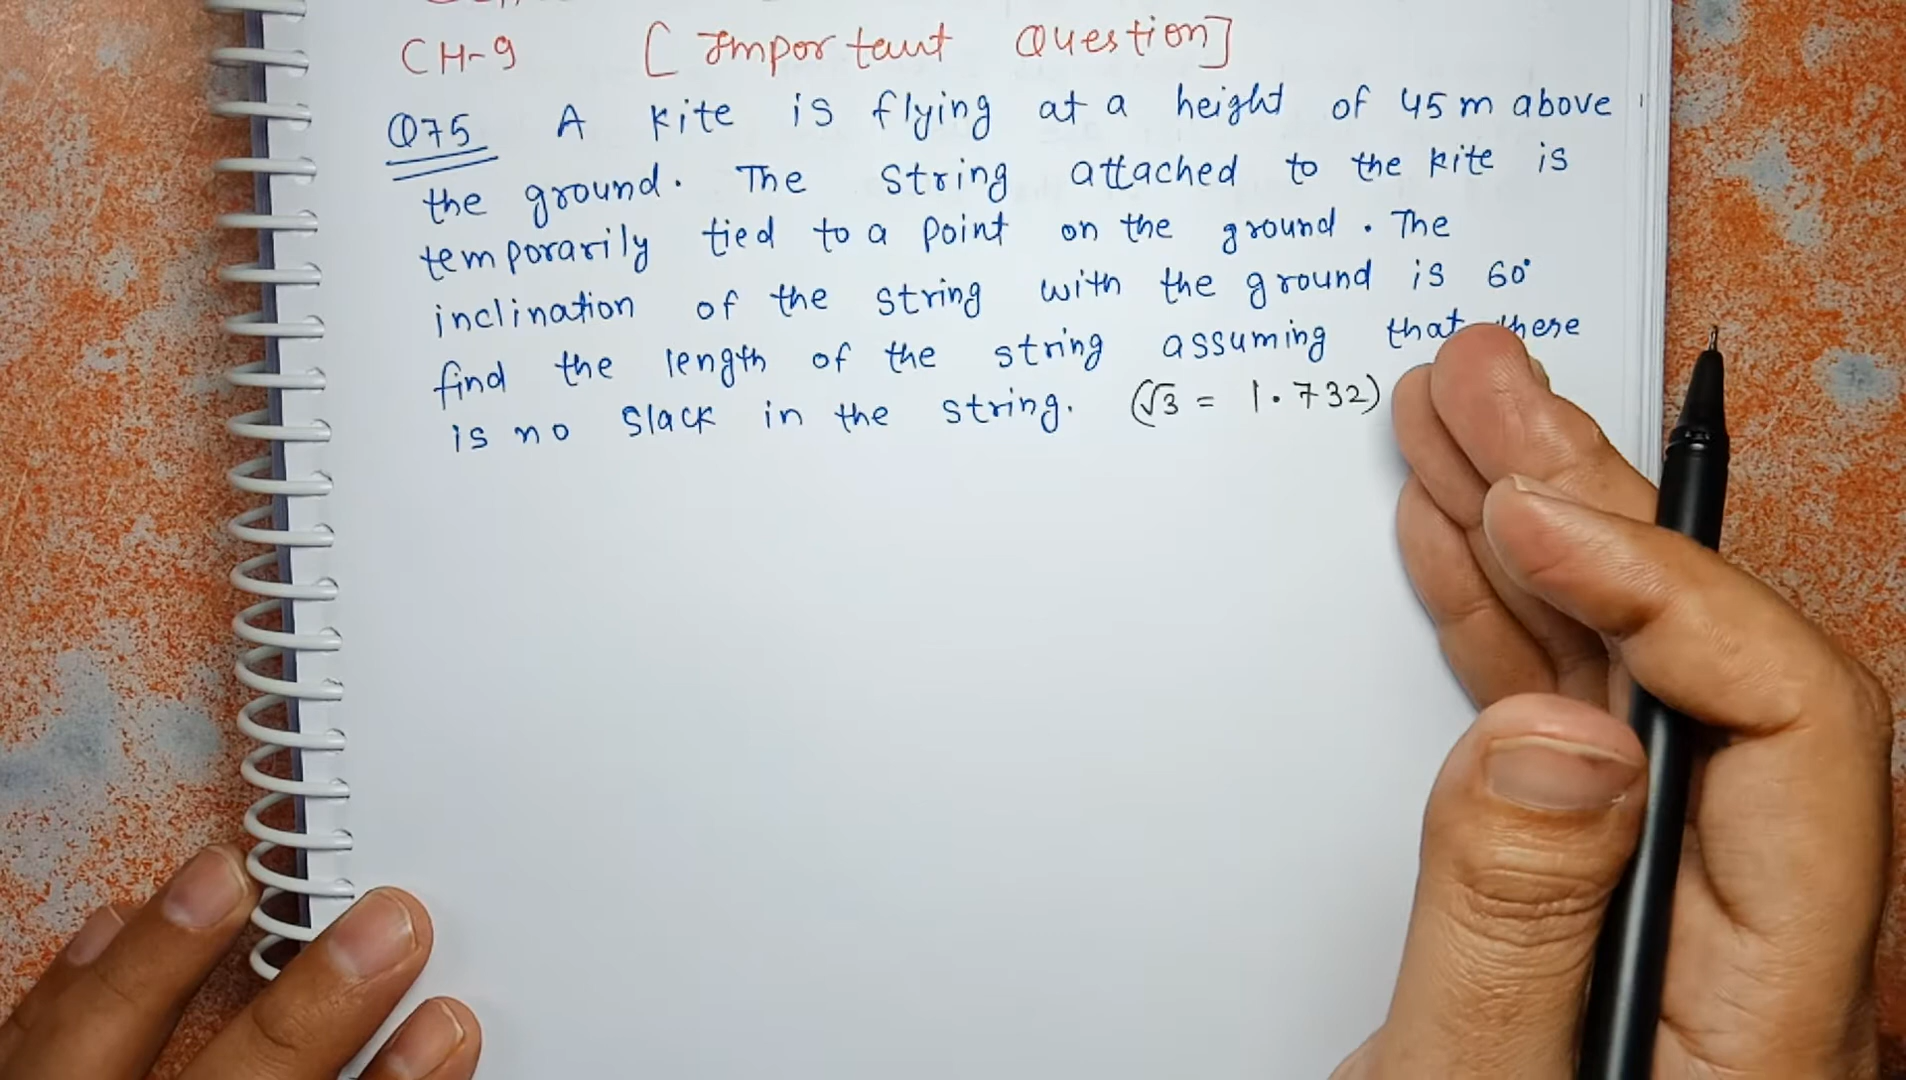 CH-9 [Important Question]
Q75 A kite is flying at a height of 45 m above
the ground. The string attached to the kite is
temporarily tied to a point on the ground. The
inclination of the string with the ground is 60°
find the length of the string assuming that there
is no slack in the string. (√3 = 1.732)